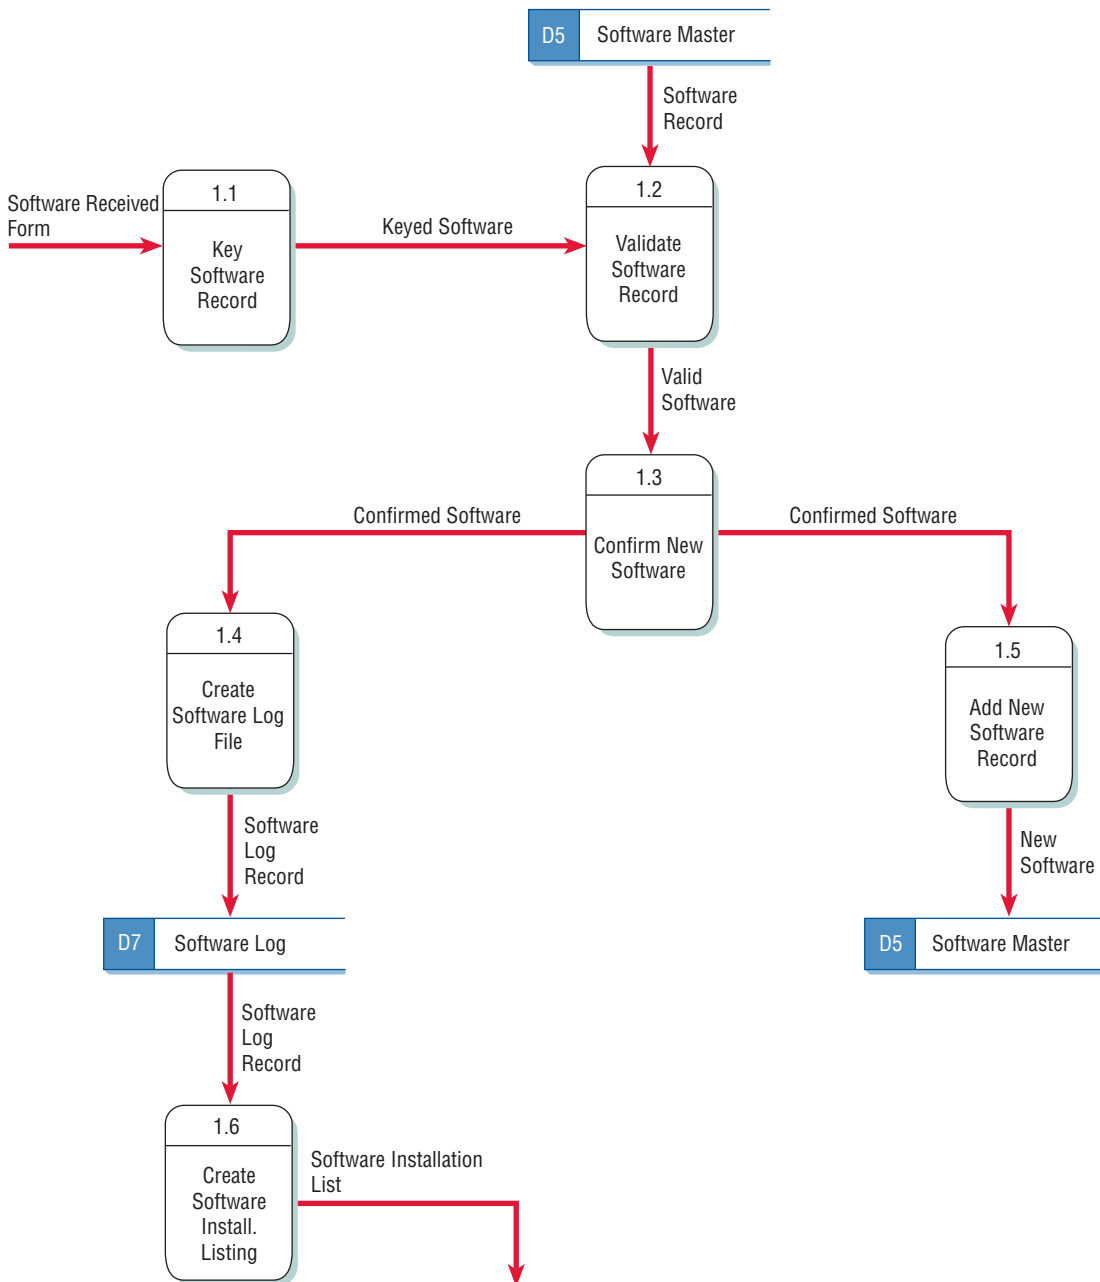 D5 Software Master
Software
Record
Software Received
Form
1.1
Key
Software
Record
Keyed Software
1.2
Validate
Software
Record
Valid
Software
1.3
Confirm New
Software
Confirmed Software
Confirmed Software
1.4
Create
Software Log
File
1.5
Add New
Software
Record
Software
Log
Record
New
Software
D7 Software Log
D5 Software Master
Software
Log
Record
1.6
Create
Software
Install.
Listing
Software Installation
List